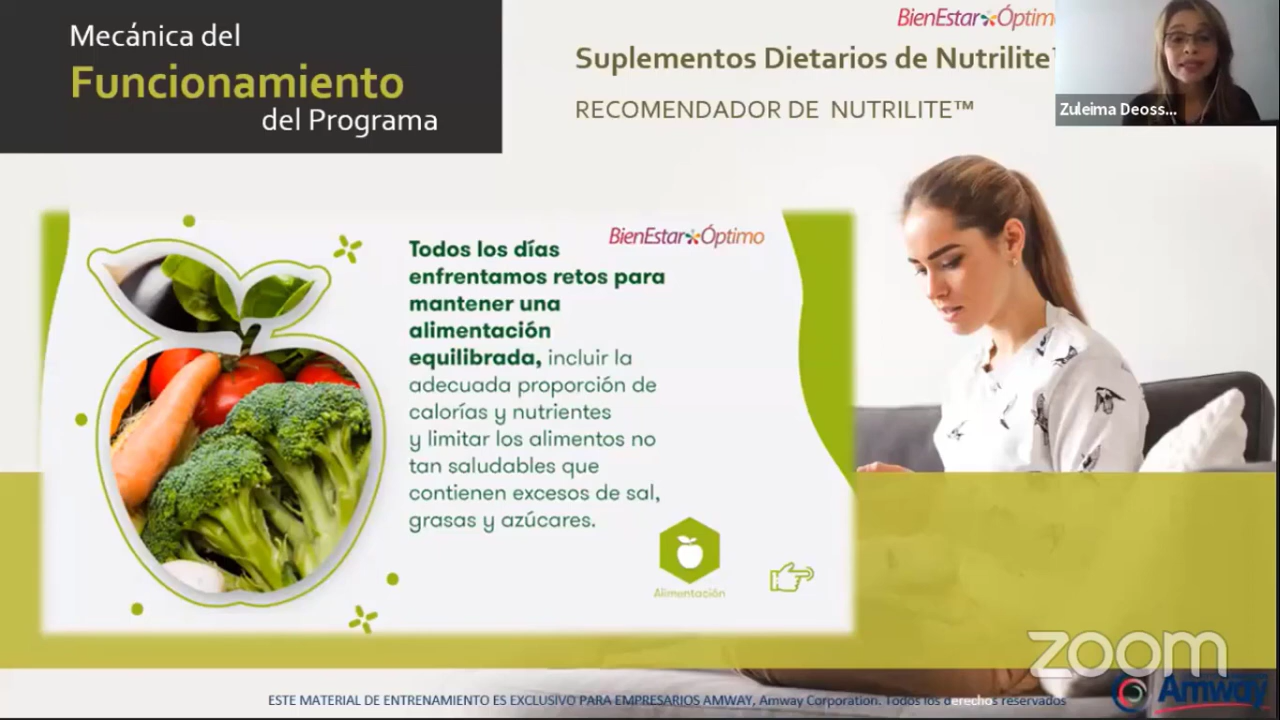 Mecánica del
Funcionamiento
del Programa
BienEstar Óptim
Suplementos Dietarios de Nutrilite
RECOMENDADOR DE NUTRILITE™
Zuleima Deoss...
BienEstar Óptimo
Todos los días
enfrentamos retos para
mantener una
alimentación
equilibrada, incluir la
adecuada proporción de
calorías y nutrientes
y limitar los alimentos no
tan saludables que
contienen excesos de sal,
grasas y azúcares.
Alimentación
zoom
Amway
ESTE MATERIAL DE ENTRENAMIENTO ES EXCLUSIVO PARA EMPRESARIOS AMWAY, Amway Corporation. Todos los derechos reservados